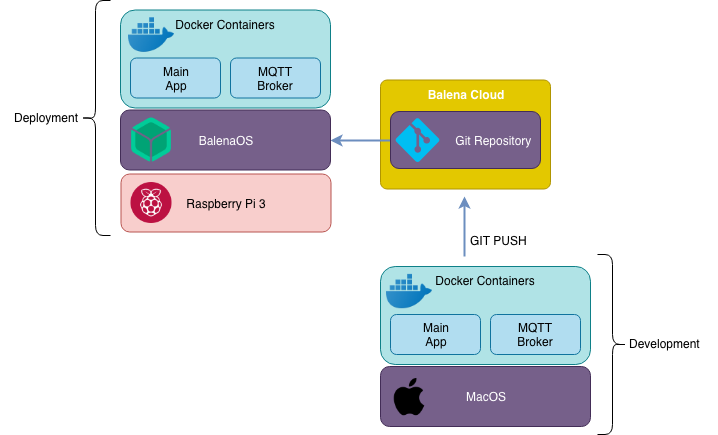 Docker Containers
Main
App
MQTT
Broker
Deployment
BalenaOS
Raspberry Pi 3
Balena Cloud
Git Repository
GIT PUSH
Docker Containers
Main
App
MQTT
Broker
Development
MacOS